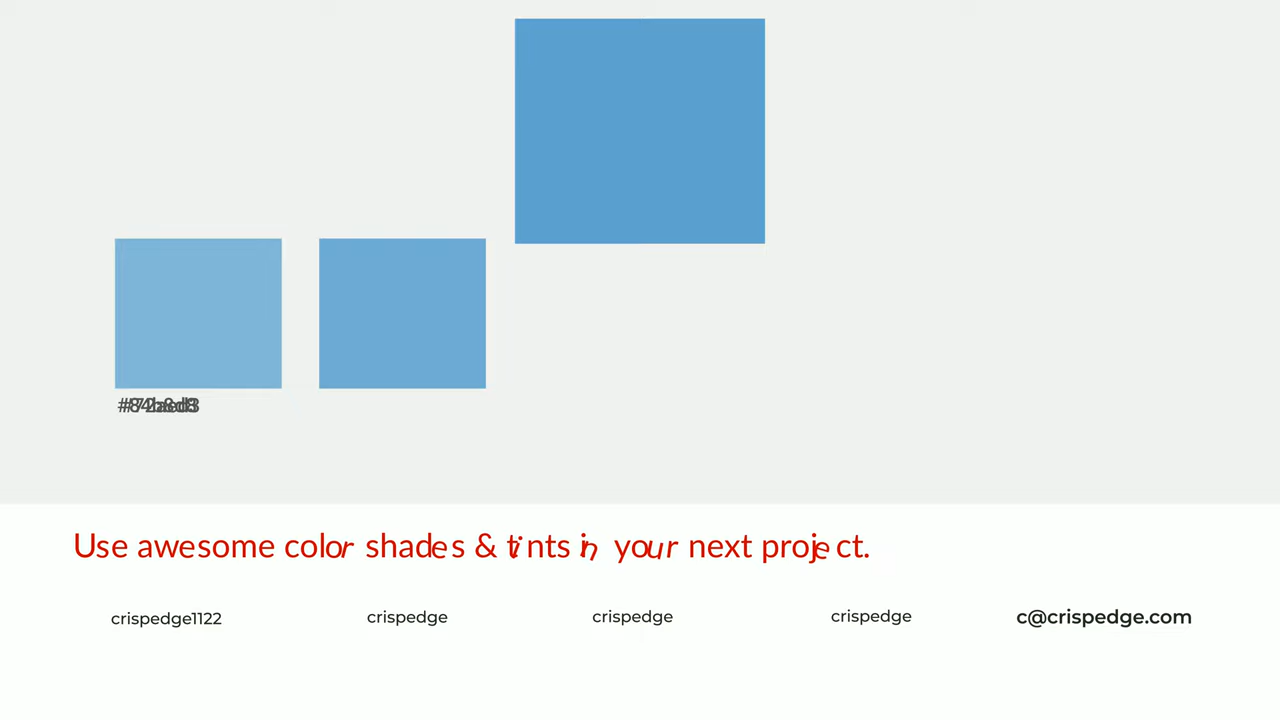 Use awesome color shades & tints in your next project.
crispedge1122 crispedge crispedge crispedge c@crispedge.com